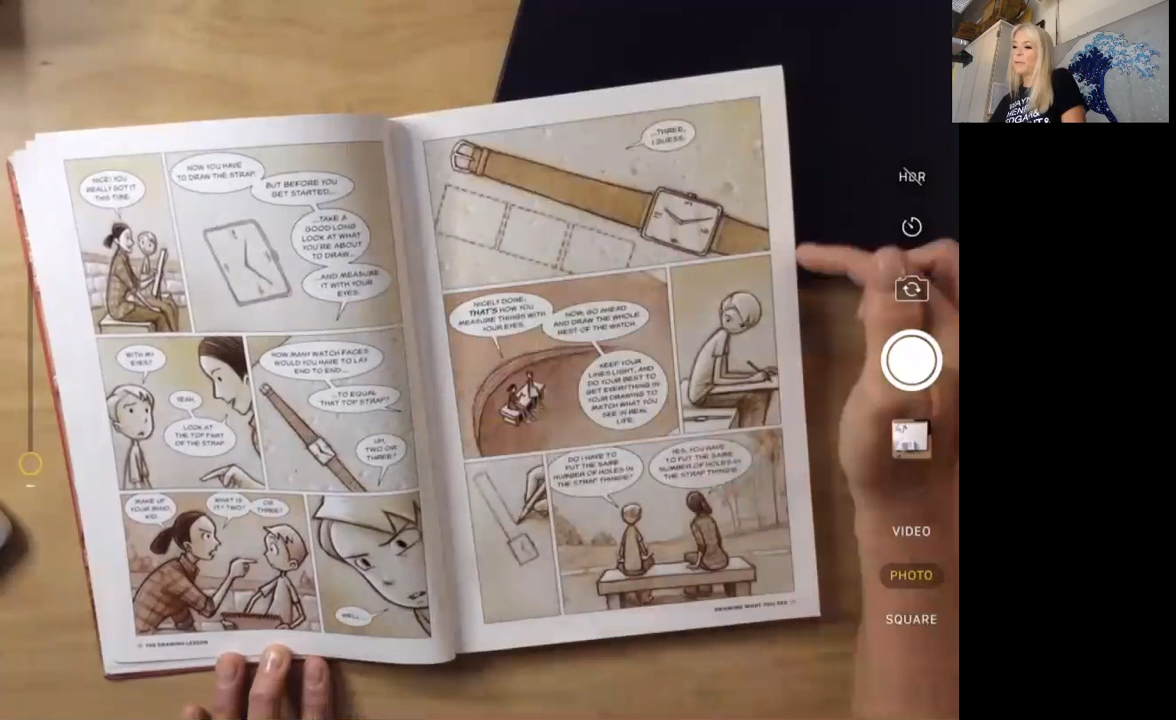 NICE! YOU
REALLY GOT IT
THIS TIME.
NOW YOU HAVE
TO DRAW THE STRAP.
BUT BEFORE YOU
GET STARTED...
...TAKE A
GOOD LONG
LOOK AT WHAT
YOU'RE ABOUT
TO DRAW...
...AND MEASURE
IT WITH YOUR
EYES.
WITH MY
EYES?
YEAH.
LOOK AT
THE TOP PART
OF THE STRAP.
HOW MANY WATCH FACES
WOULD YOU HAVE TO LAY
END TO END...
...TO EQUAL
THAT TOP STRAP?
UM,
TWO OR
THREE?
MAKE UP
YOUR MIND,
KID.
WHAT IS
IT? TWO?
OR
THREE?
WELL...
THE DRAWING LESSON
...THREE,
I GUESS.
NICELY DONE.
THAT'S HOW YOU
MEASURE THINGS WITH
YOUR EYES.
NOW, GO AHEAD
AND DRAW THE WHOLE
REST OF THE WATCH.
KEEP YOUR
LINES LIGHT, AND
DO YOUR BEST TO
GET EVERYTHING IN
YOUR DRAWING TO
MATCH WHAT YOU
SEE IN REAL
LIFE.
DO I HAVE TO
PUT THE SAME
NUMBER OF HOLES IN
THE STRAP THINGIE?
YES, YOU HAVE
TO PUT THE SAME
NUMBER OF HOLES IN
THE STRAP THINGIE.
DRAWING WHAT YOU SEE
HDR
VIDEO
PHOTO
SQUARE